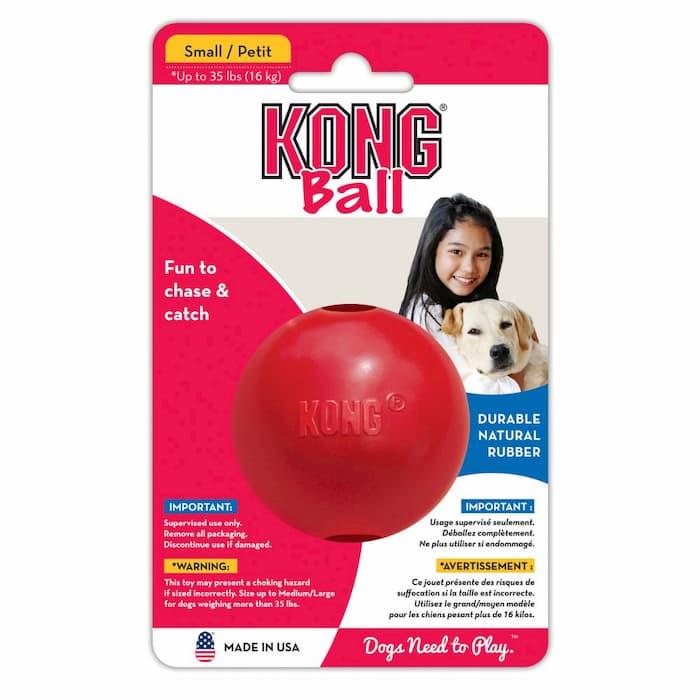 Small / Petit
*Up to 35 lbs (16 kg)
KONG®
Ball
Fun to
chase &
catch
KONG®
DURABLE
NATURAL
RUBBER
IMPORTANT:
Supervised use only.
Remove all packaging.
Discontinue use if damaged.
*WARNING:
This toy may present a choking hazard
if sized incorrectly. Size up to Medium/Large
for dogs weighing more than 35 lbs.
IMPORTANT :
Usage supervisé seulement.
Déballez complètement.
Ne plus utiliser si endommagé.
*AVERTISSEMENT :
Ce jouet présente des risques de
suffocation si la taille est incorrecte.
Utilisez le grand/moyen modèle
pour les chiens pesant plus de 16 kilos.
MADE IN USA
Dogs Need to Play.™